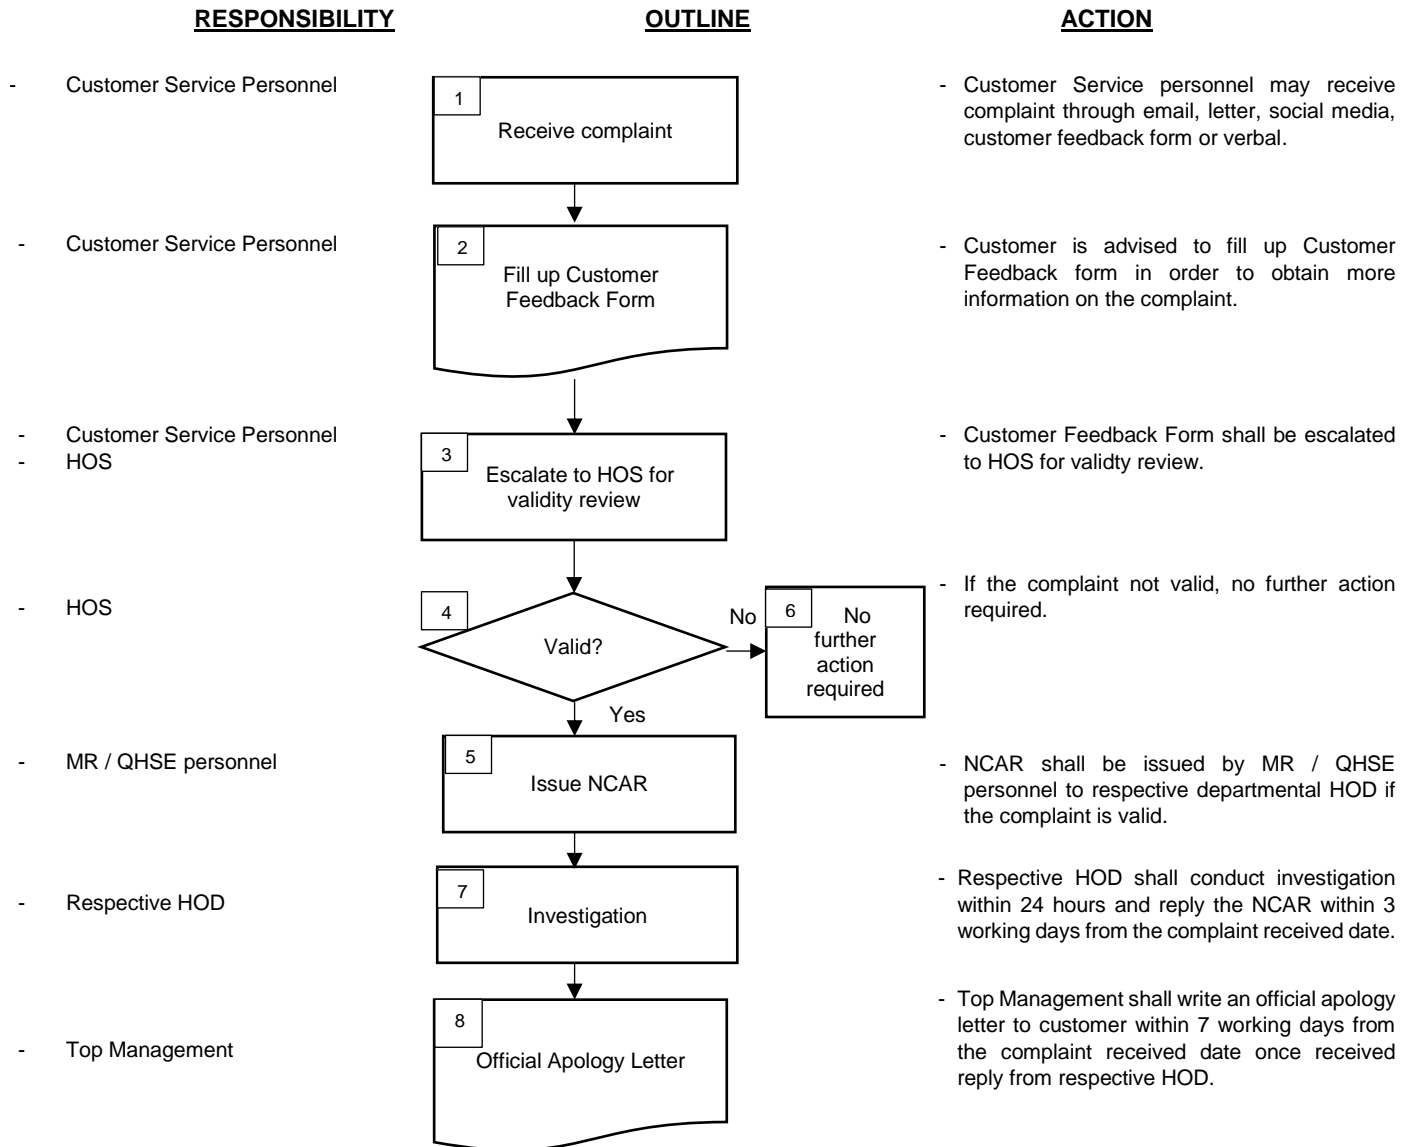 RESPONSIBILITY OUTLINE ACTION
- Customer Service Personnel
1
Receive complaint
- Customer Service personnel may receive
complaint through email, letter, social media,
customer feedback form or verbal.
- Customer Service Personnel
2
Fill up Customer
Feedback Form
- Customer is advised to fill up Customer
Feedback form in order to obtain more
information on the complaint.
- Customer Service Personnel
- HOS
3
Escalate to HOS for
validity review
- Customer Feedback Form shall be escalated
to HOS for validty review.
- HOS
4
Valid?
No
6
No
further
action
required
- If the complaint not valid, no further action
required.
Yes
- MR / QHSE personnel
5
Issue NCAR
- NCAR shall be issued by MR / QHSE
personnel to respective departmental HOD if
the complaint is valid.
- Respective HOD
7
Investigation
- Respective HOD shall conduct investigation
within 24 hours and reply the NCAR within 3
working days from the complaint received date.
- Top Management
8
Official Apology Letter
- Top Management shall write an official apology
letter to customer within 7 working days from
the complaint received date once received
reply from respective HOD.